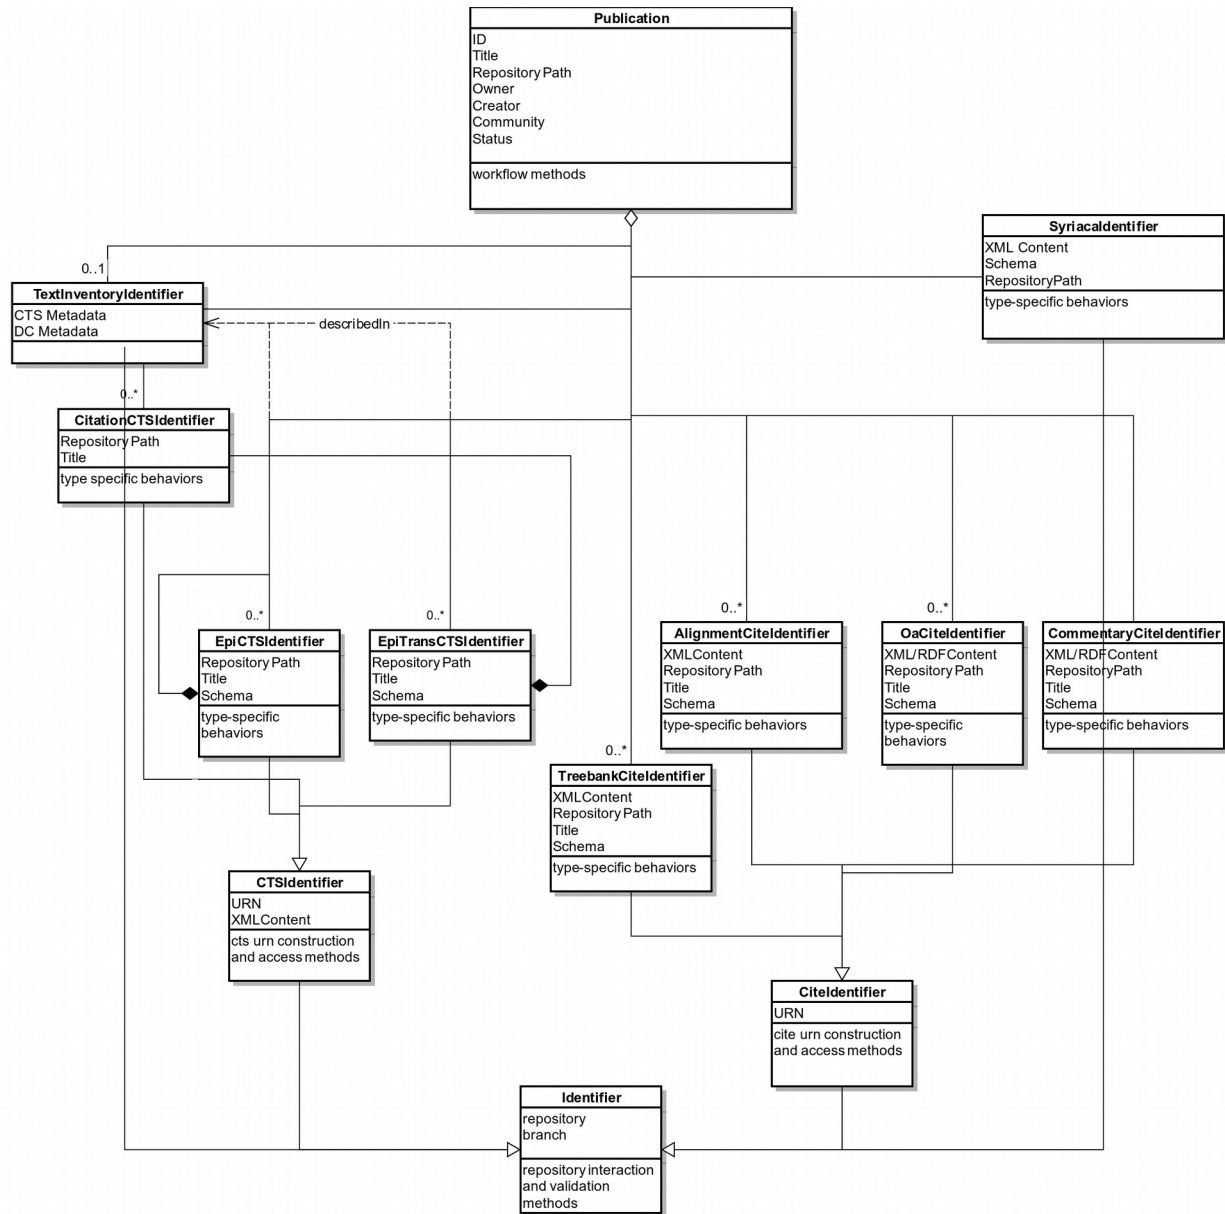 Publication
ID
Title
Repository Path
Owner
Creator
Community
Status
workflow methods
SyriacaIdentifier
XML Content
Schema
RepositoryPath
type-specific behaviors
0..1
TextInventoryIdentifier
CTS Metadata
DC Metadata
describedIn
0..*
CitationCTSIdentifier
Repository Path
Title
type specific behaviors
0..*
EpiCTSIdentifier
Repository Path
Title
Schema
type-specific
behaviors
0..*
EpiTransCTSIdentifier
Repository Path
Title
Schema
type-specific behaviors
0..*
AlignmentCiteIdentifier
XMLContent
Repository Path
Title
Schema
type-specific behaviors
0..*
OaCiteIdentifier
XML/RDFContent
Repository Path
Title
Schema
type-specific
behaviors
CommentaryCiteIdentifier
XML/RDFContent
RepositoryPath
Title
Schema
type-specific behaviors
0..*
TreebankCiteIdentifier
XMLContent
Repository Path
Title
Schema
type-specific behaviors
CTSIdentifier
URN
XMLContent
cts urn construction
and access methods
CiteIdentifier
URN
cite urn construction
and access methods
Identifier
repository
branch
repository interaction
and validation
methods